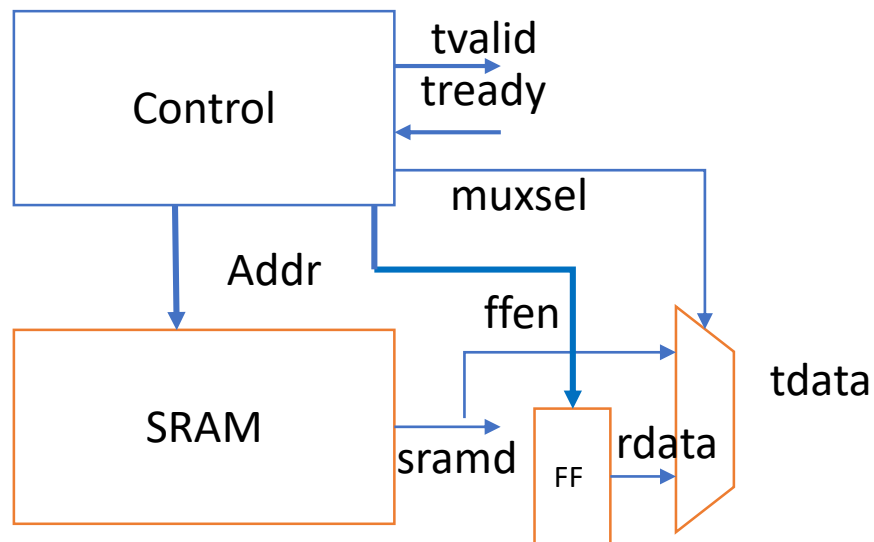 tvalid
Control
tready
muxsel
Addr
ffen
tdata
SRAM
sramd
rdata
FF